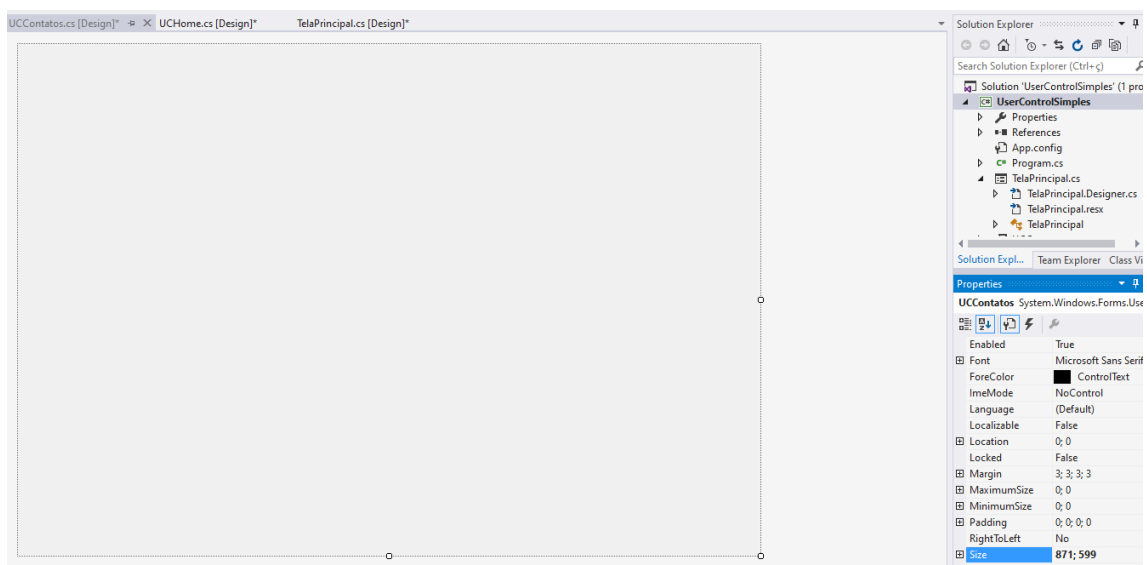 UCContatos.cs [Design]* UCHome.cs [Design]* TelaPrincipal.cs [Design]*
Solution Explorer
Search Solution Explorer (Ctrl+ç)
Solution 'UserControlSimples' (1 pro
UserControlSimples
Properties
References
App.config
C# Program.cs
TelaPrincipal.cs
TelaPrincipal.Designer.cs
TelaPrincipal.resx
TelaPrincipal
Solution Expl... Team Explorer Class Vi
Properties
UCContatos System.Windows.Forms.Use
Enabled True
Font Microsoft Sans Serif
ForeColor ControlText
ImeMode NoControl
Language (Default)
Localizable False
Location 0; 0
Locked False
Margin 3; 3; 3; 3
MaximumSize 0; 0
MinimumSize 0; 0
Padding 0; 0; 0; 0
RightToLeft No
Size 871; 599